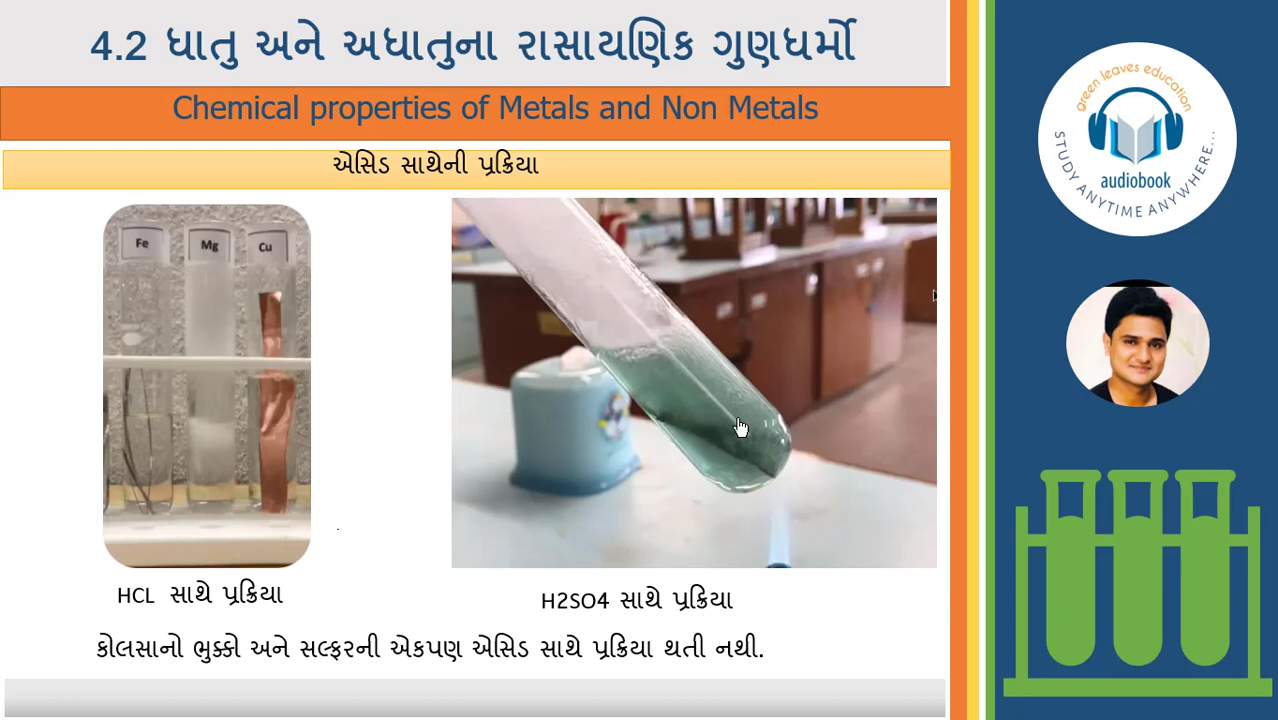 4.2 ધાતુ અને અધાતુના રાસાયણિક ગુણધર્મો
Chemical properties of Metals and Non Metals
એસિડ સાથેની પ્રક્રિયા
Fe
Mg
Cu
HCL સાથે પ્રક્રિયા
H2SO4 સાથે પ્રક્રિયા
કોલસાનો ભુક્કો અને સલ્ફરની એકપણ એસિડ સાથે પ્રક્રિયા થતી નથી.
green leaves education
audiobook
STUDY ANYTIME ANYWHERE...